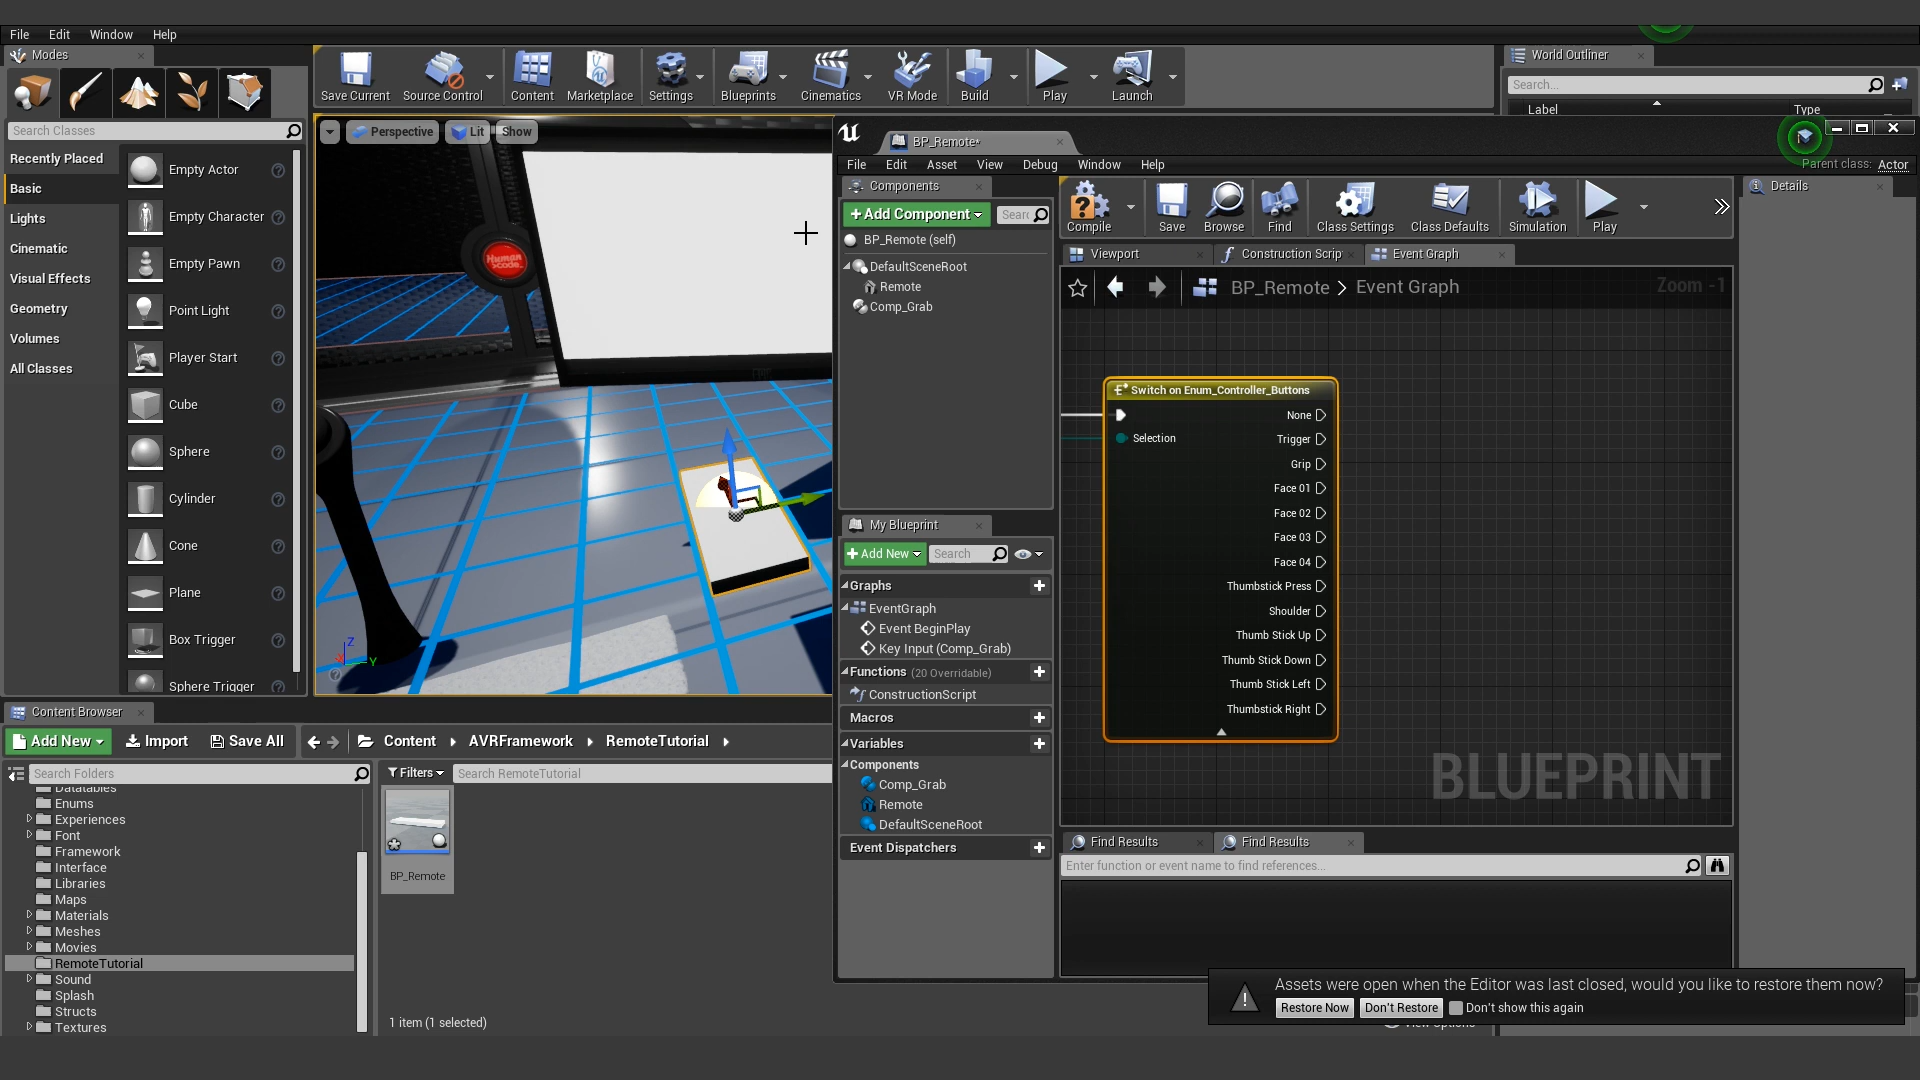 File Edit Window Help
Modes
World Outliner
Save Current Source Control Content Marketplace Settings Blueprints Cinematics VR Mode Build Play Launch
Search...
Label Type
Search Classes
Perspective Lit Show
Recently Placed
Basic
Lights
Cinematic
Visual Effects
Geometry
Volumes
All Classes
Empty Actor
Empty Character
Empty Pawn
Point Light
Player Start
Cube
Sphere
Cylinder
Cone
Plane
Box Trigger
Sphere Trigger
Human
>code_
Z
Y
BP_Remote*
File Edit Asset View Debug Window Help
Parent class: Actor
Components
+Add Component
BP_Remote (self)
DefaultSceneRoot
Remote
Comp_Grab
Compile Save Browse Find Class Settings Class Defaults Simulation Play
Details
Viewport Construction Scrip Event Graph
BP_Remote > Event Graph
Zoom -1
Switch on Enum_Controller_Buttons
None
Selection Trigger
Grip
Face 01
Face 02
Face 03
Face 04
Thumbstick Press
Shoulder
Thumb Stick Up
Thumb Stick Down
Thumb Stick Left
Thumbstick Right
BLUEPRINT
My Blueprint
+Add New Search
Graphs
EventGraph
Event BeginPlay
Key Input (Comp_Grab)
Functions (20 Overridable)
ConstructionScript
Macros
Variables
Components
Comp_Grab
Remote
DefaultSceneRoot
Event Dispatchers
Find Results Find Results
Enter function or event name to find references...
Content Browser
Add New Import Save All Content AVRFramework RemoteTutorial
Search Folders
Filters Search RemoteTutorial
Datatables
Enums
Experiences
Font
Framework
Interface
Libraries
Maps
Materials
Meshes
Movies
RemoteTutorial
Sound
Splash
Structs
Textures
BP_Remote
1 item (1 selected)
Assets were open when the Editor was last closed, would you like to restore them now?
Restore Now Don't Restore Don't show this again
View Options